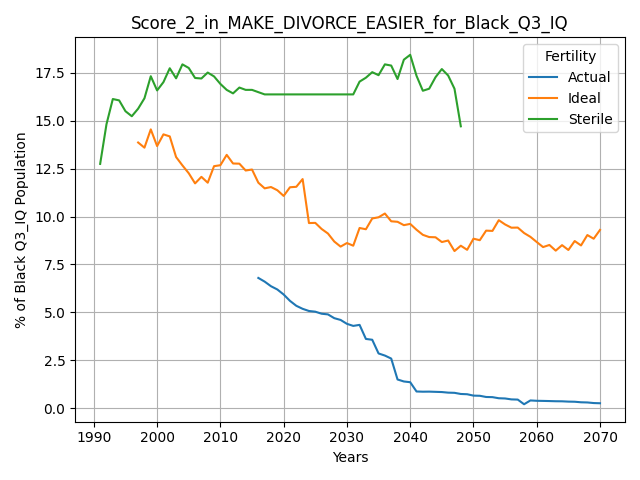 Score_2_in_MAKE_DIVORCE_EASIER_for_Black_Q3_IQ
% of Black Q3_IQ Population
17.5
15.0
12.5
10.0
7.5
5.0
2.5
0.0
Fertility
Actual
Ideal
Sterile
1990 2000 2010 2020 2030 2040 2050 2060 2070
Years